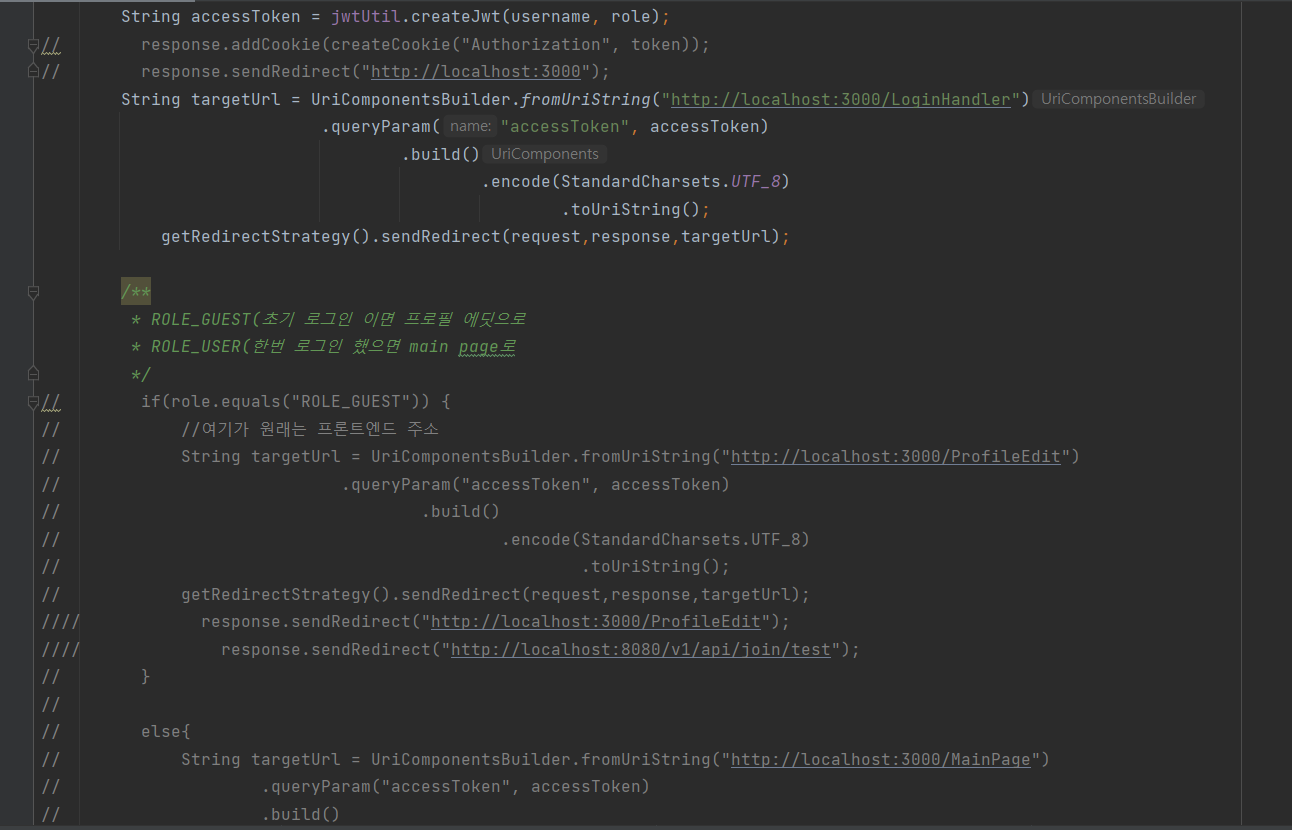 String accessToken = jwtUtil.createJwt(username, role);
// response.addCookie(createCookie("Authorization", token));
// response.sendRedirect("http://localhost:3000");
String targetUrl = UriComponentsBuilder.fromUriString("http://localhost:3000/LoginHandler") UriComponentsBuilder
.queryParam( name: "accessToken", accessToken)
.build() UriComponents
.encode(StandardCharsets.UTF_8)
.toUriString();
getRedirectStrategy().sendRedirect(request,response,targetUrl);
/**
* ROLE_GUEST(초기 로그인 이면 프로필 에딧으로
* ROLE_USER(한번 로그인 했으면 main page로
*/
// if(role.equals("ROLE_GUEST")) {
// //여기가 원래는 프론트엔드 주소
// String targetUrl = UriComponentsBuilder.fromUriString("http://localhost:3000/ProfileEdit")
// .queryParam("accessToken", accessToken)
// .build()
// .encode(StandardCharsets.UTF_8)
// .toUriString();
// getRedirectStrategy().sendRedirect(request,response,targetUrl);
//// response.sendRedirect("http://localhost:3000/ProfileEdit");
//// response.sendRedirect("http://localhost:8080/v1/api/join/test");
// }
//
// else{
// String targetUrl = UriComponentsBuilder.fromUriString("http://localhost:3000/MainPage")
// .queryParam("accessToken", accessToken)
// .build()